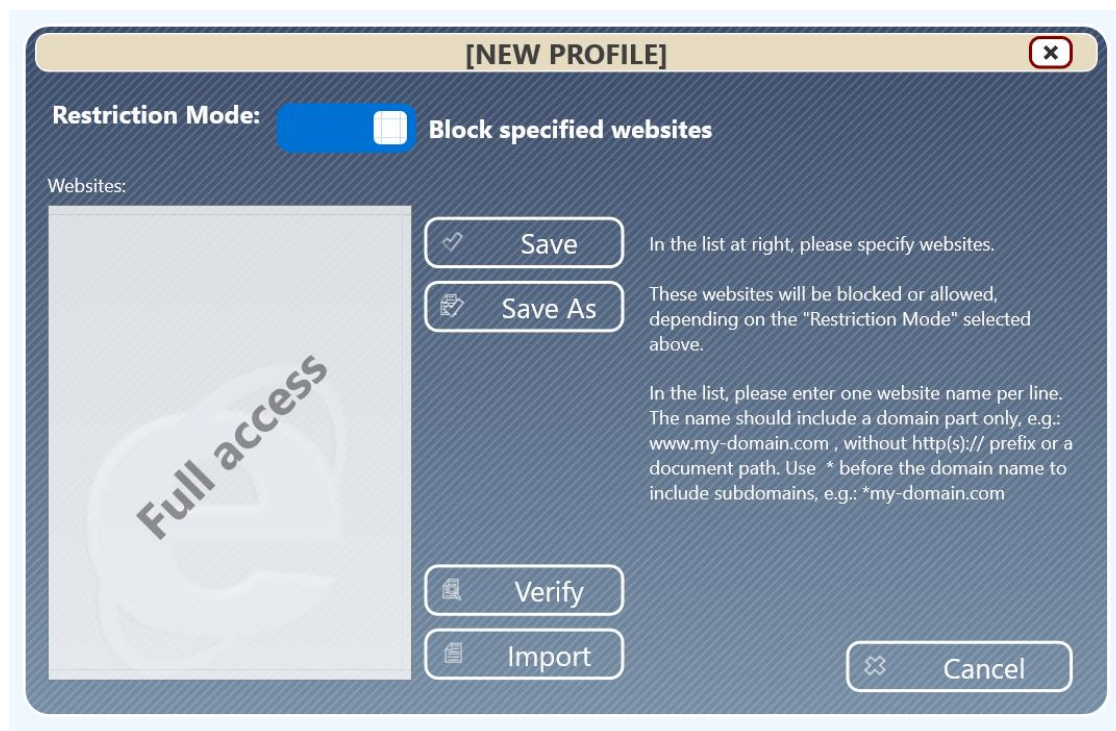 [NEW PROFILE]
Restriction Mode:
Block specified websites
Websites:
Full access
Save
Save As
Verify
Import
In the list at right, please specify websites.
These websites will be blocked or allowed,
depending on the "Restriction Mode" selected
above.
In the list, please enter one website name per line.
The name should include a domain part only, e.g.:
www.my-domain.com , without http(s):// prefix or a
document path. Use  * before the domain name to
include subdomains, e.g.: *my-domain.com
Cancel